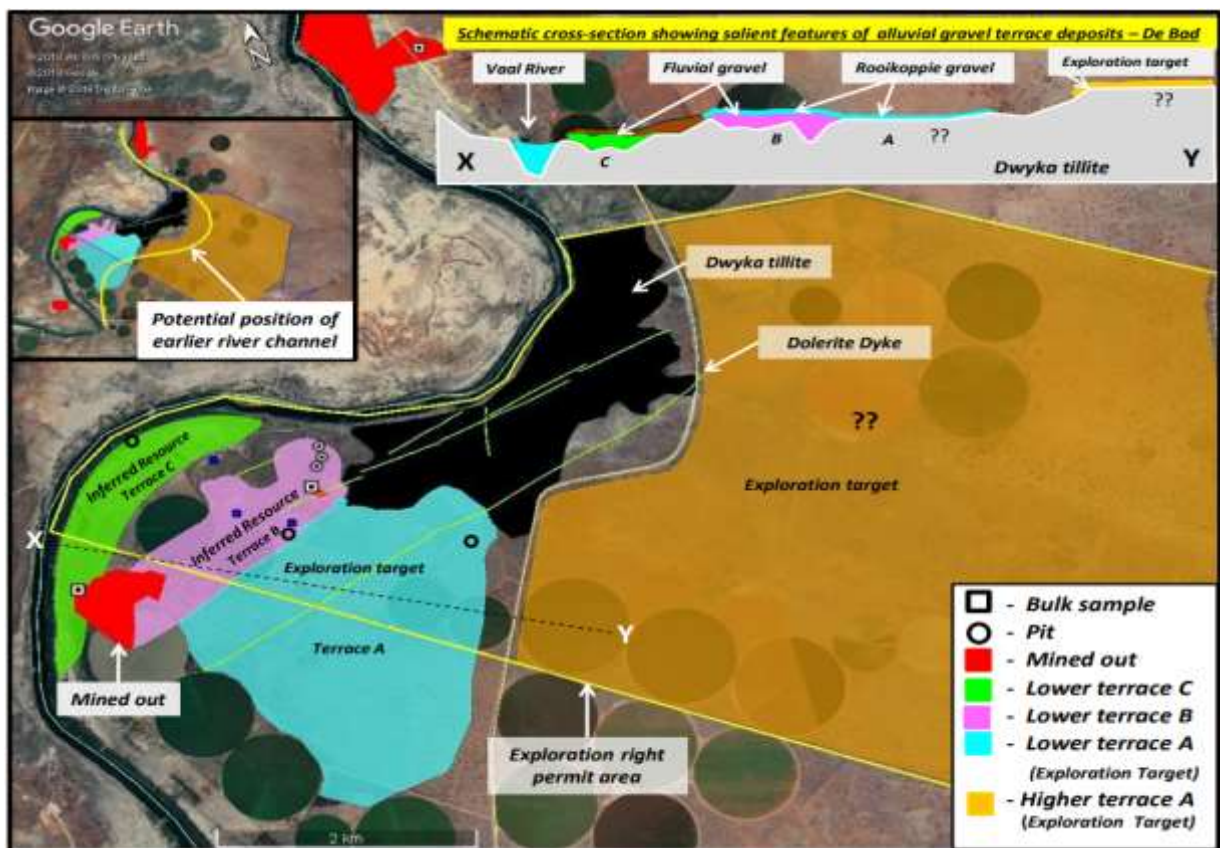 Google Earth
Schematic cross-section showing salient features of alluvial gravel terrace deposits – De Bad
Vaal River
Fluvial gravel
Rooikoppie gravel
Exploration target
??
X
C
B
A
??
Y
Dwyka tillite
Potential position of
earlier river channel
Dwyka tillite
Dolerite Dyke
??
Exploration target
Inferred Resource
Terrace C
Inferred Resource
Terrace B
X
Exploration target
Y
Terrace A
Mined out
Exploration right
permit area
2 km
- Bulk sample
- Pit
- Mined out
- Lower terrace C
- Lower terrace B
- Lower terrace A
(Exploration Target)
- Higher terrace A
(Exploration Target)